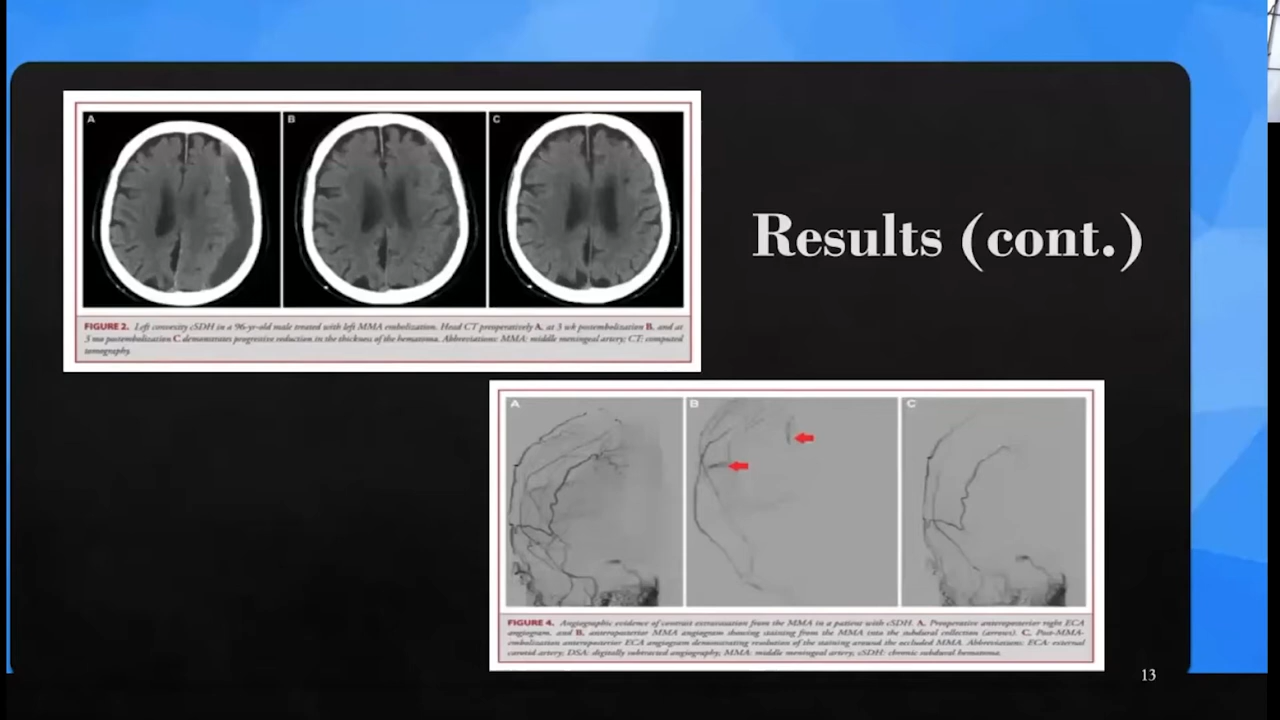 A
B
C
FIGURE 2. Left convexity cSDH in a 96-yr-old male treated with left MMA embolization. Head CT preoperatively A, at 3 wk postembolization B, and at
3 mo postembolization C demonstrates progressive reduction in the thickness of the hematoma. Abbreviations: MMA: middle meningeal artery; CT: computed
tomography.
Results (cont.)
A
B
C
FIGURE 4. Angiographic evidence of contrast extravasation from the MMA in a patient with cSDH. A, Preoperative anteroposterior right ECA
angiogram, and B, anteroposterior MMA angiogram showing staining from the MMA into the subdural collection (arrows). C, Post-MMA-
embolization anteroposterior ECA angiogram demonstrating resolution of the staining around the occluded MMA. Abbreviations: ECA: external
carotid artery; DSA: digitally subtracted angiography; MMA: middle meningeal artery; cSDH: chronic subdural hematoma.
13